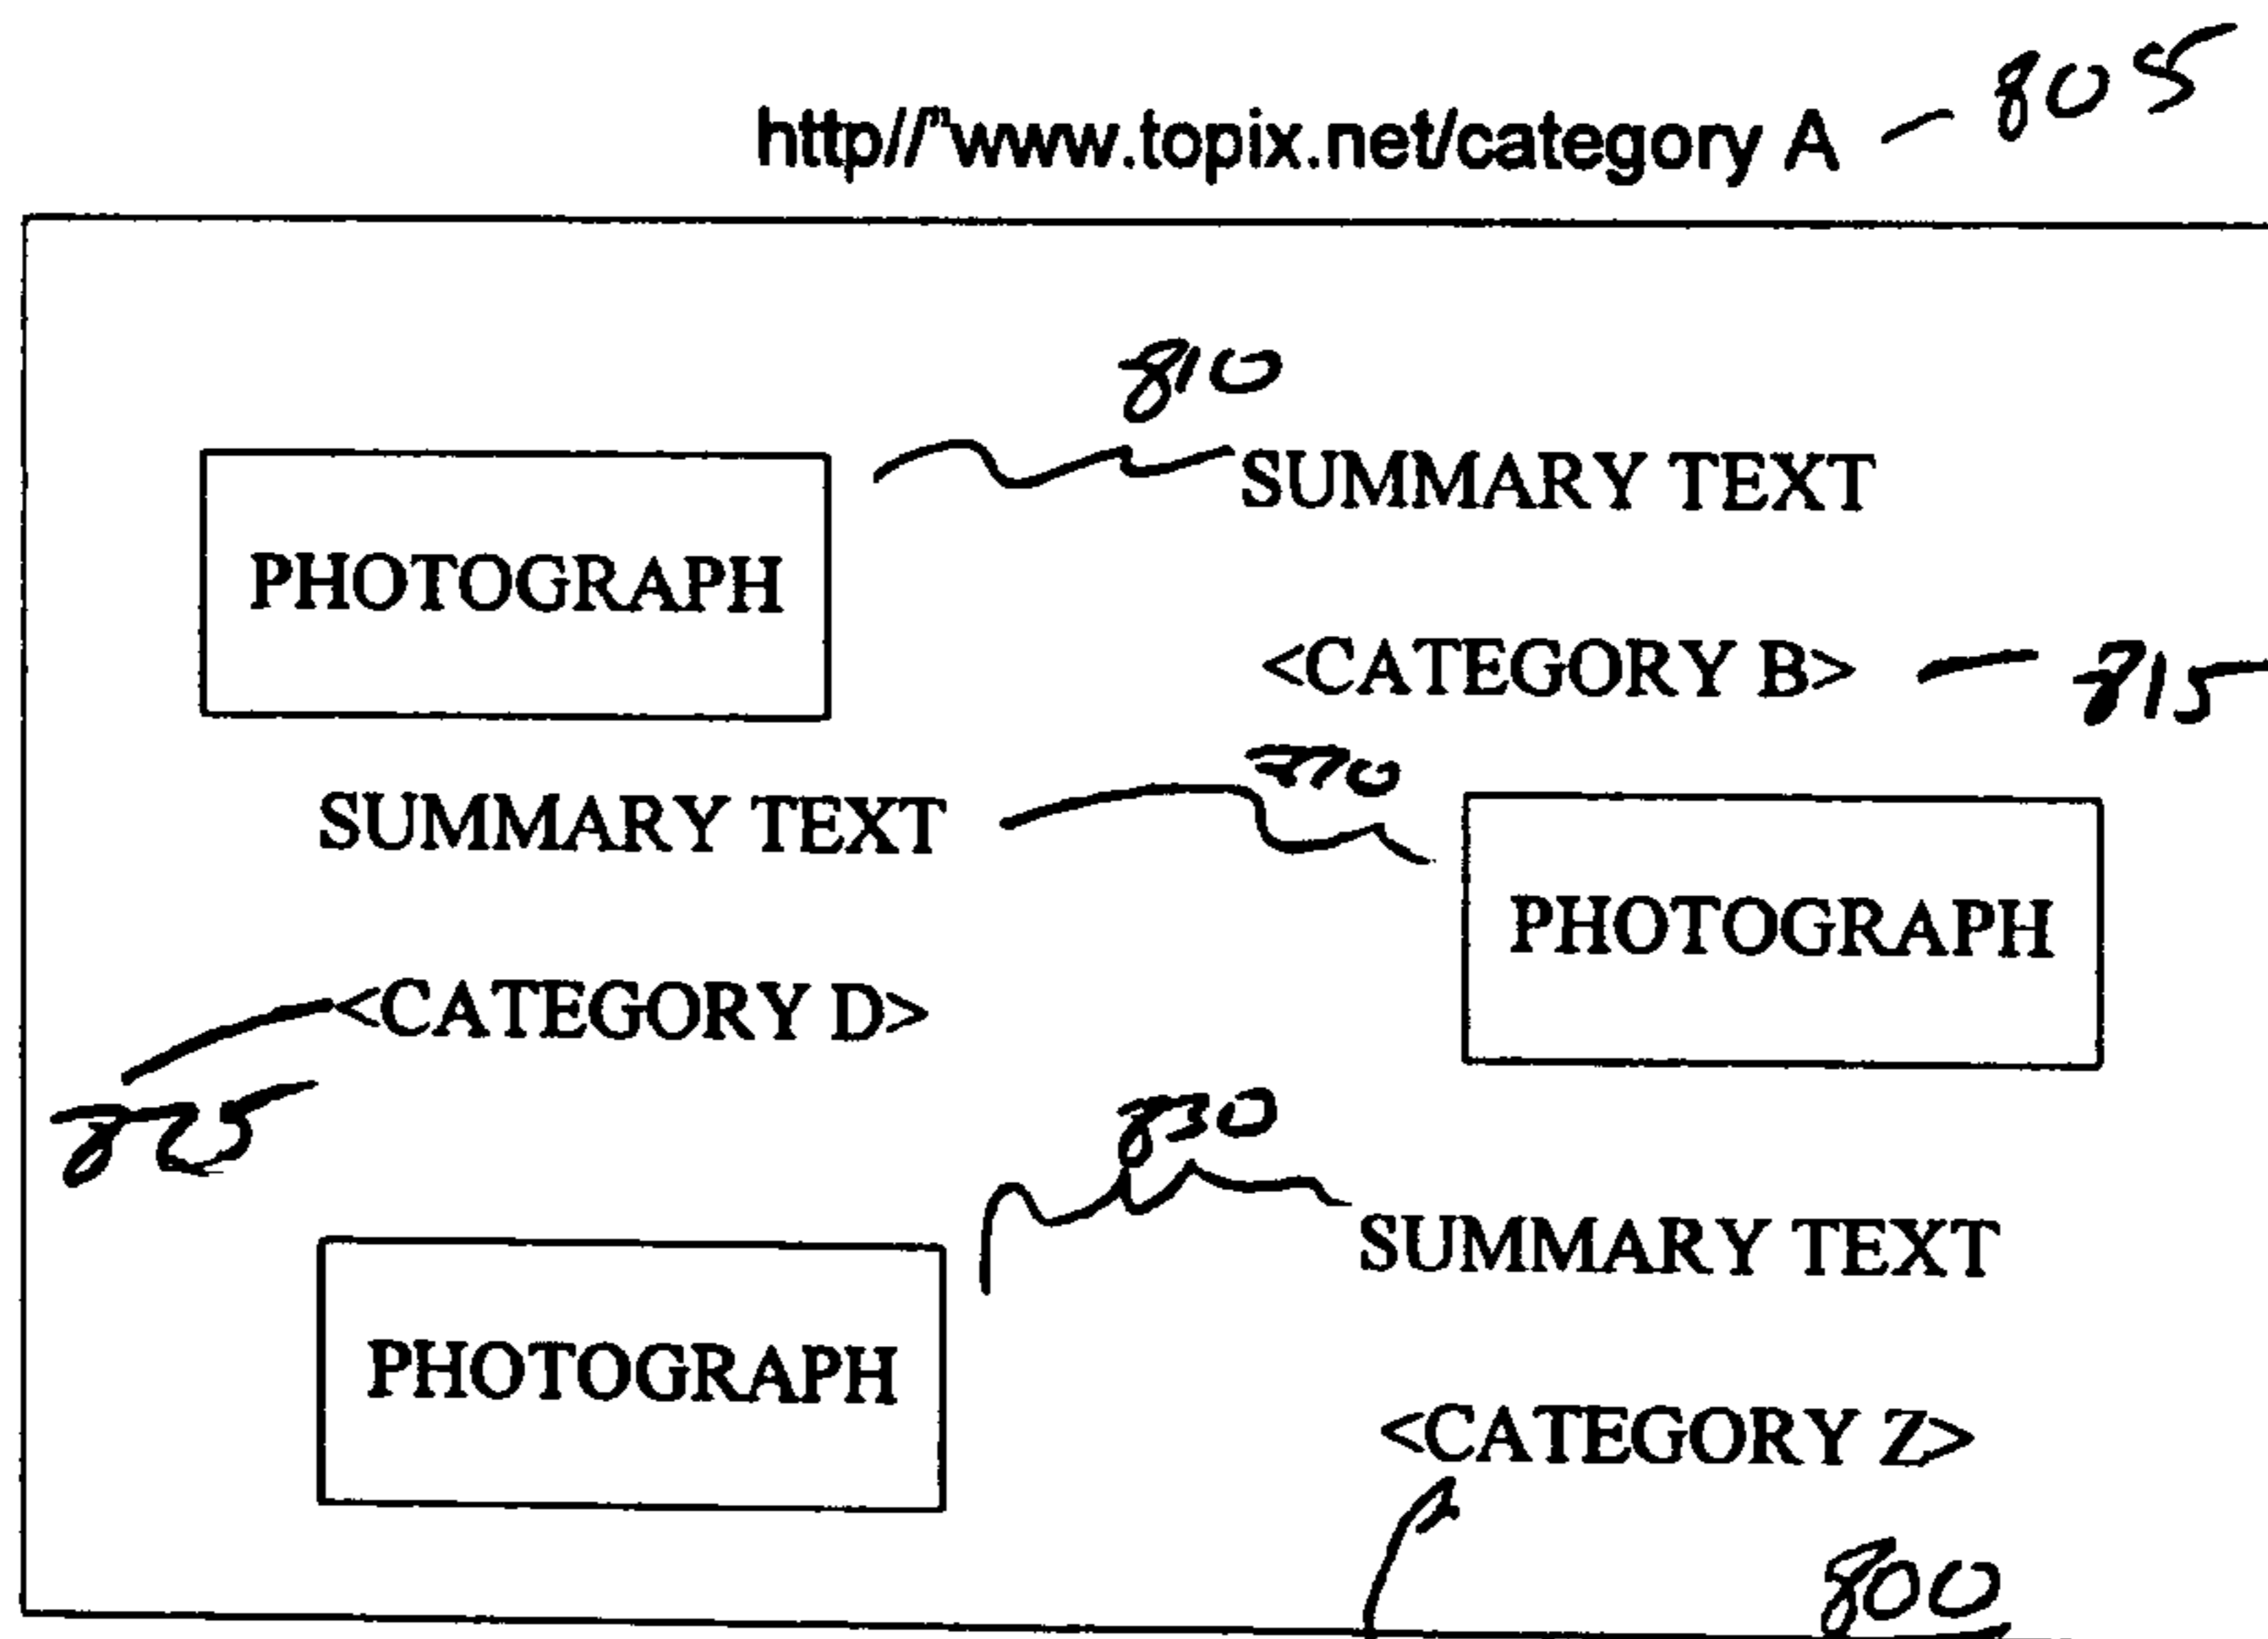 http//"www.topix.net/category A 805
810
SUMMARY TEXT
PHOTOGRAPH
<CATEGORY B> 815
SUMMARY TEXT
PHOTOGRAPH
<CATEGORY D>
825
830
SUMMARY TEXT
PHOTOGRAPH
<CATEGORY Z>
800